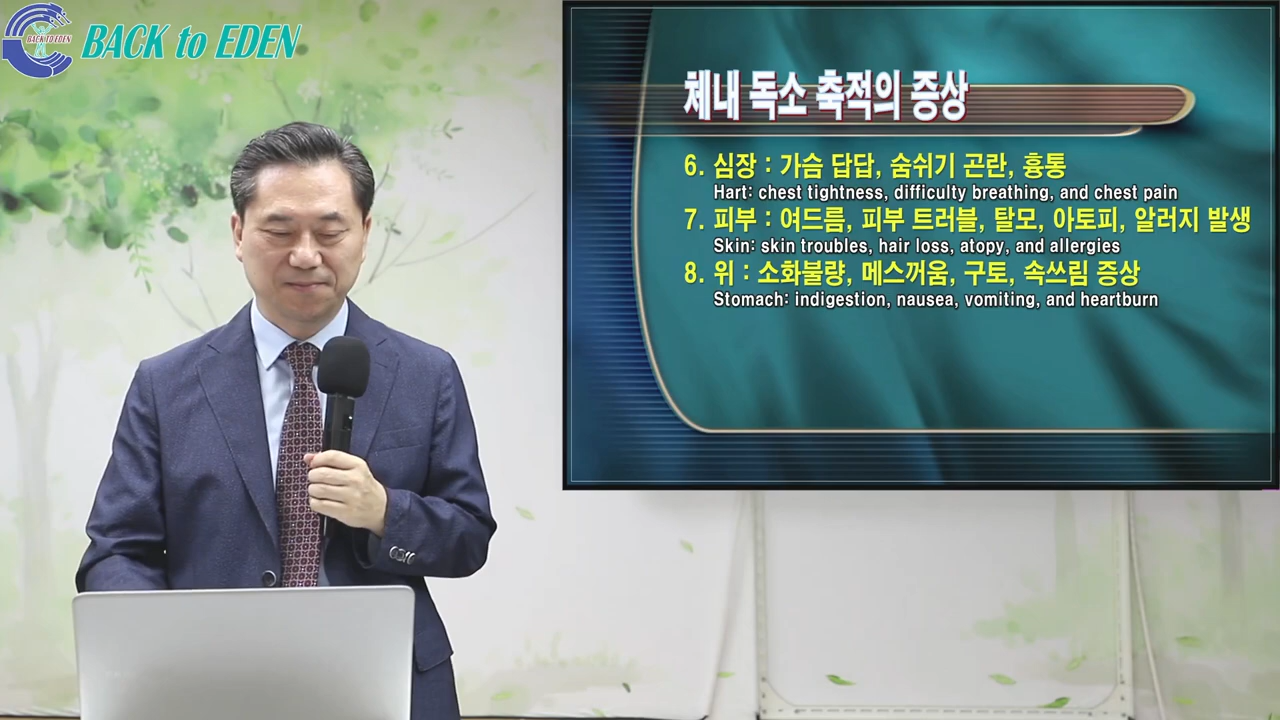 BACK TO EDEN
BACK to EDEN
체내 독소 축적의 증상
6. 심장 : 가슴 답답, 숨쉬기 곤란, 흉통
Hart: chest tightness, difficulty breathing, and chest pain
7. 피부 : 여드름, 피부 트러블, 탈모, 아토피, 알러지 발생
Skin: skin troubles, hair loss, atopy, and allergies
8. 위 : 소화불량, 메스꺼움, 구토, 속쓰림 증상
Stomach: indigestion, nausea, vomiting, and heartburn